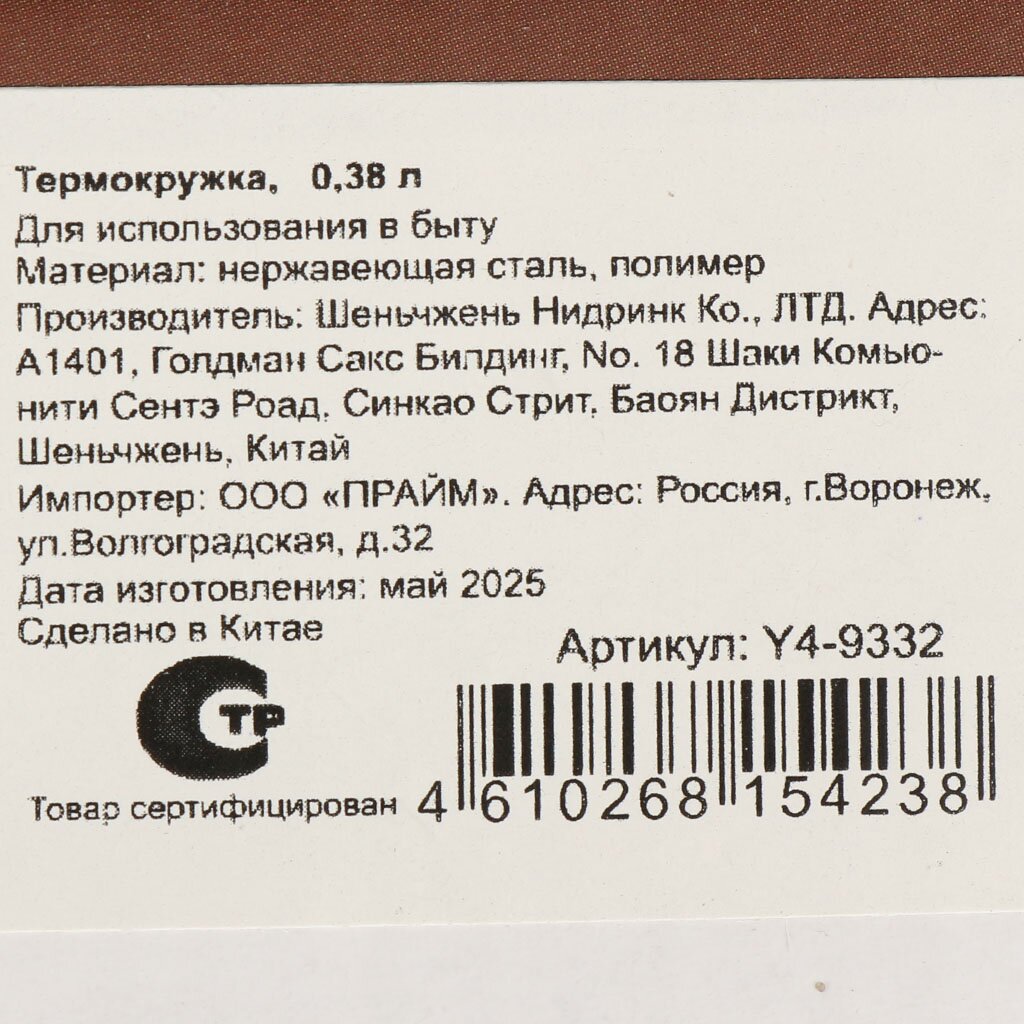 Термокружка, 0,38 л
Для использования в быту
Материал: нержавеющая сталь, полимер
Производитель: Шеньчжень Нидринк Ко., ЛТД. Адрес:
А1401, Голдман Сакс Билдинг, No. 18 Шаки Комью-
нити Сентэ Роад, Синкао Стрит, Баоян Дистрикт,
Шеньчжень, Китай
Импортер: ООО «ПРАЙМ». Адрес: Россия, г.Воронеж,
ул.Волгоградская, д.32
Дата изготовления: май 2025
Сделано в Китае
Артикул: Y4-9332
СТР
Товар сертифицирован
4 610268 154238